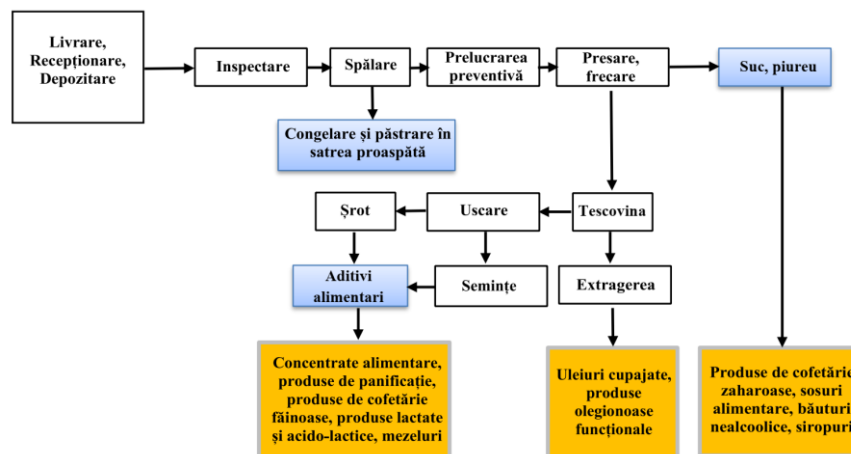 Livrare,
Recepționare,
Depozitare
Inspectare
Spălare
Prelucrarea
preventivă
Presare,
frecare
Suc, piureu
Congelare și păstrare în
satrea proaspătă
Șrot
Uscare
Tescovina
Aditivi
alimentari
Semințe
Extragerea
Concentrate alimentare,
produse de panificație,
produse de cofetărie
făinoase, produse lactate
și acido-lactice, mezeluri
Uleiuri cupajate,
produse
olegionoase
funcționale
Produse de cofetărie
zaharoase, sosuri
alimentare, băuturi
nealcoolice, siropuri